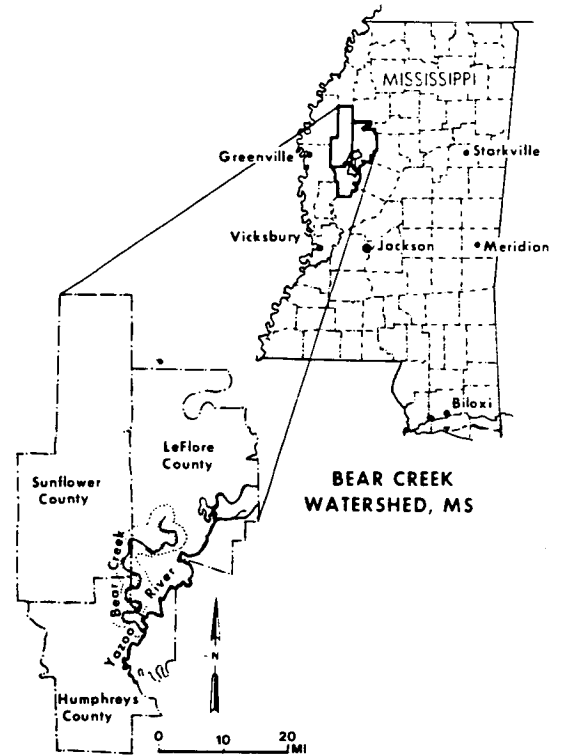 MISSISSIPPI
Greenville
Starkville
Vicksbury
Jackson
Meridian
Biloxi
LeFlore
County
Sunflower
County
BEAR CREEK
WATERSHED, MS
Bear Creek
Yazoo River
N
Humphreys
County
0 10 20
MI